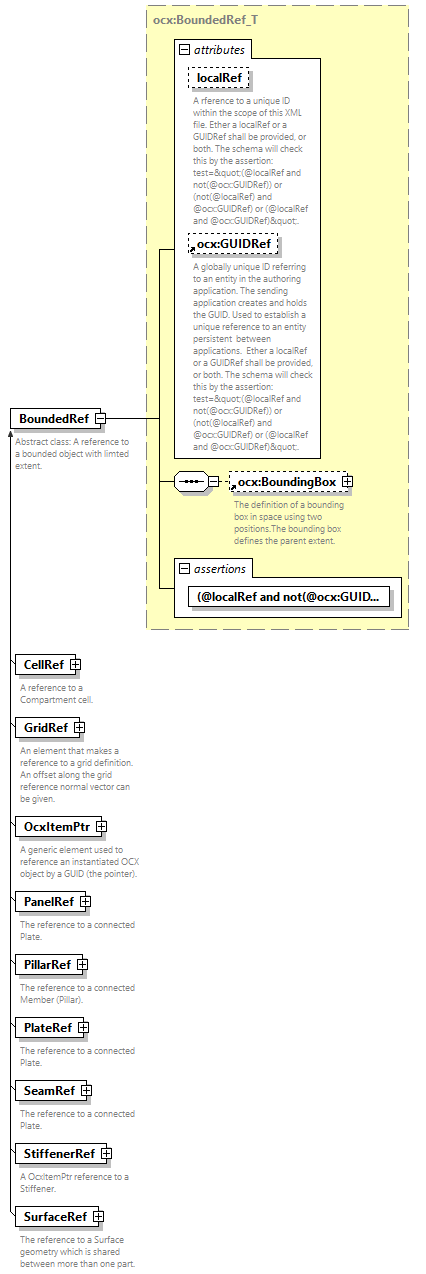 ocx:BoundedRef_T
attributes
localRef
A rference to a unique ID
within the scope of this XML
file. Ether a localRef or a
GUIDRef shall be provided, or
both. The schema will check
this by the assertion:
test=&quot;(@localRef and
not(@ocx:GUIDRef)) or
(not(@localRef) and
@ocx:GUIDRef) or (@localRef
and @ocx:GUIDRef)&quot;.
ocx:GUIDRef
A globally unique ID referring
to an entity in the authoring
application. The sending
application creates and holds
the GUID. Used to establish a
unique reference to an entity
persistent between
applications. Ether a localRef
or a GUIDRef shall be provided,
or both. The schema will check
this by the assertion:
test=&quot;(@localRef and
not(@ocx:GUIDRef)) or
(not(@localRef) and
@ocx:GUIDRef) or (@localRef
and @ocx:GUIDRef)&quot;.
BoundedRef
Abstract class: A reference to
a bounded object with limted
extent.
ocx:BoundingBox
The definition of a bounding
box in space using two
positions.The bounding box
defines the parent extent.
assertions
(@localRef and not(@ocx:GUID...
CellRef
A reference to a
Compartment cell.
GridRef
An element that makes a
reference to a grid definition.
An offset along the grid
reference normal vector can
be given.
OcxItemPtr
A generic element used to
reference an instantiated OCX
object by a GUID (the pointer).
PanelRef
The reference to a connected
Plate.
PillarRef
The reference to a connected
Member (Pillar).
PlateRef
The reference to a connected
Plate.
SeamRef
The reference to a connected
Plate.
StiffenerRef
A OcxItemPtr reference to a
Stiffener.
SurfaceRef
The reference to a Surface
geometry which is shared
between more than one part.